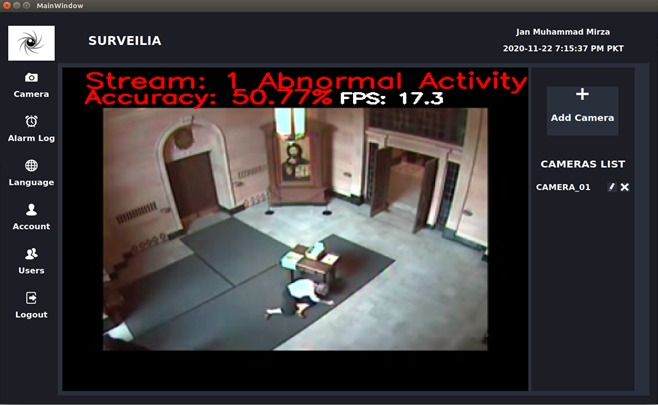 MainWindow
SURVEILIA
Jan Muhammad Mirza
2020-11-22 7:15:37 PM PKT
Camera
Alarm Log
Language
Account
Users
Logout
Stream: 1 Abnormal Activity
Accuracy: 50.77% FPS: 17.3
+
Add Camera
CAMERAS LIST
CAMERA_01